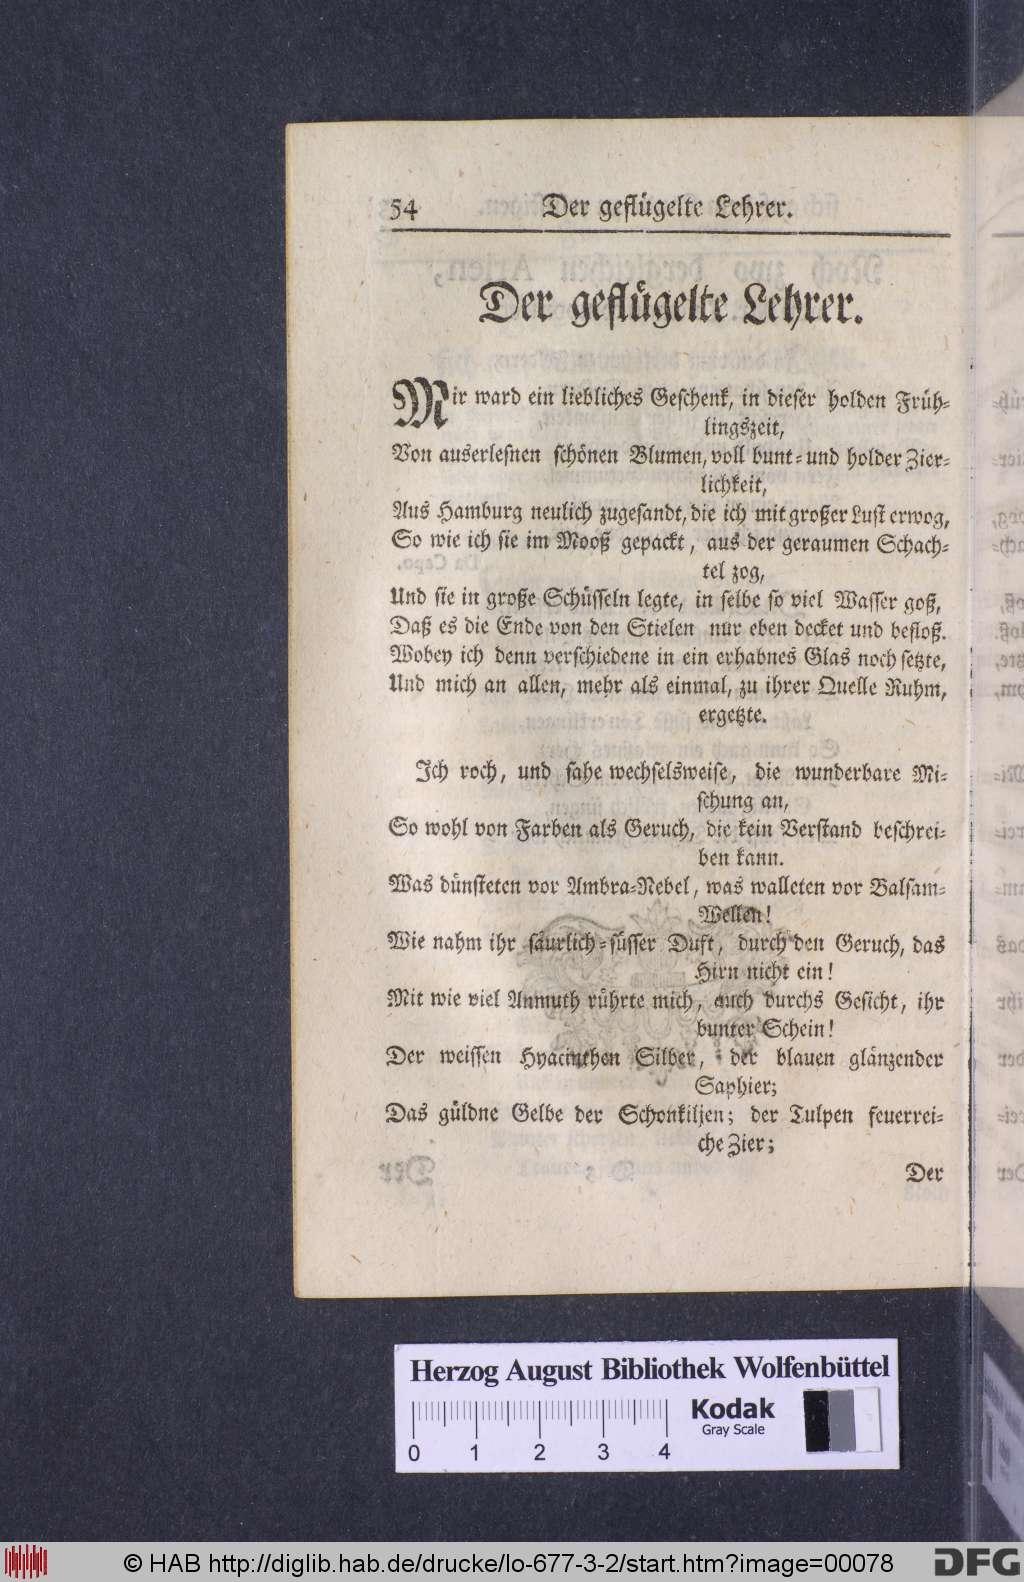 54 Der geflügelte Lehrer.
Der geflügelte Lehrer.
Mir ward ein liebliches Geschenk, in dieser holden Früh-
lingszeit,
Von auserlesnen schönen Blumen, voll bunt- und holder Zier-
lichkeit,
Aus Hamburg neulich zugesandt, die ich mit großer Lust erwog,
So wie ich sie im Mooß gepackt, aus der geraumen Schach-
tel zog,
Und sie in große Schüsseln legte, in selbe so viel Wasser goß,
Daß es die Ende von den Stielen nur eben decket und befloß.
Wobey ich denn verschiedene in ein erhabnes Glas noch setzte,
Und mich an allen, mehr als einmal, zu ihrer Quelle Ruhm,
ergetzte.
Ich roch, und sahe wechselsweise, die wunderbare Mi-
schung an,
So wohl von Farben als Geruch, die kein Verstand beschrei-
ben kann.
Was dünsteten vor Ambra-Nebel, was walleten vor Balsam-
Wellen!
Wie nahm ihr säurlich-süsser Duft, durch den Geruch, das
Hirn nicht ein!
Mit wie viel Anmuth rührte mich, auch durchs Gesicht, ihr
bunter Schein!
Der weissen Hyacinthen Silber, der blauen glänzender
Saphier;
Das güldne Gelbe der Schonkiljen; der Tulpen feuerrei-
che Zier;
Der
Herzog August Bibliothek Wolfenbüttel
0 1 2 3 4
Kodak
Gray Scale
© HAB http://diglib.hab.de/drucke/lo-677-3-2/start.htm?image=00078
DFG